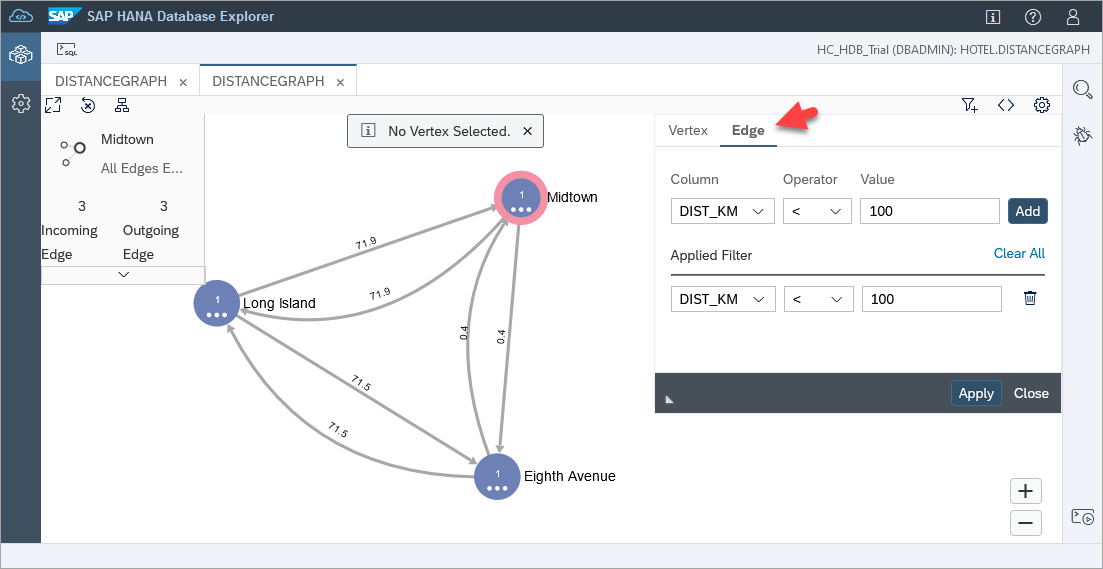 SAP SAP HANA Database Explorer
SQL
HC_HDB_Trial (DBADMIN): HOTEL.DISTANCEGRAPH
DISTANCEGRAPH ×
DISTANCEGRAPH ×
Midtown
All Edges E...
3
3
Incoming
Edge
Outgoing
Edge
No Vertex Selected.
1
Midtown
71.9
71.9
1
Long Island
0.4
0.4
71.5
71.5
1
Eighth Avenue
Vertex
Edge
Column
Operator
Value
DIST_KM
<
100
Add
Applied Filter
Clear All
DIST_KM
<
100
Apply
Close